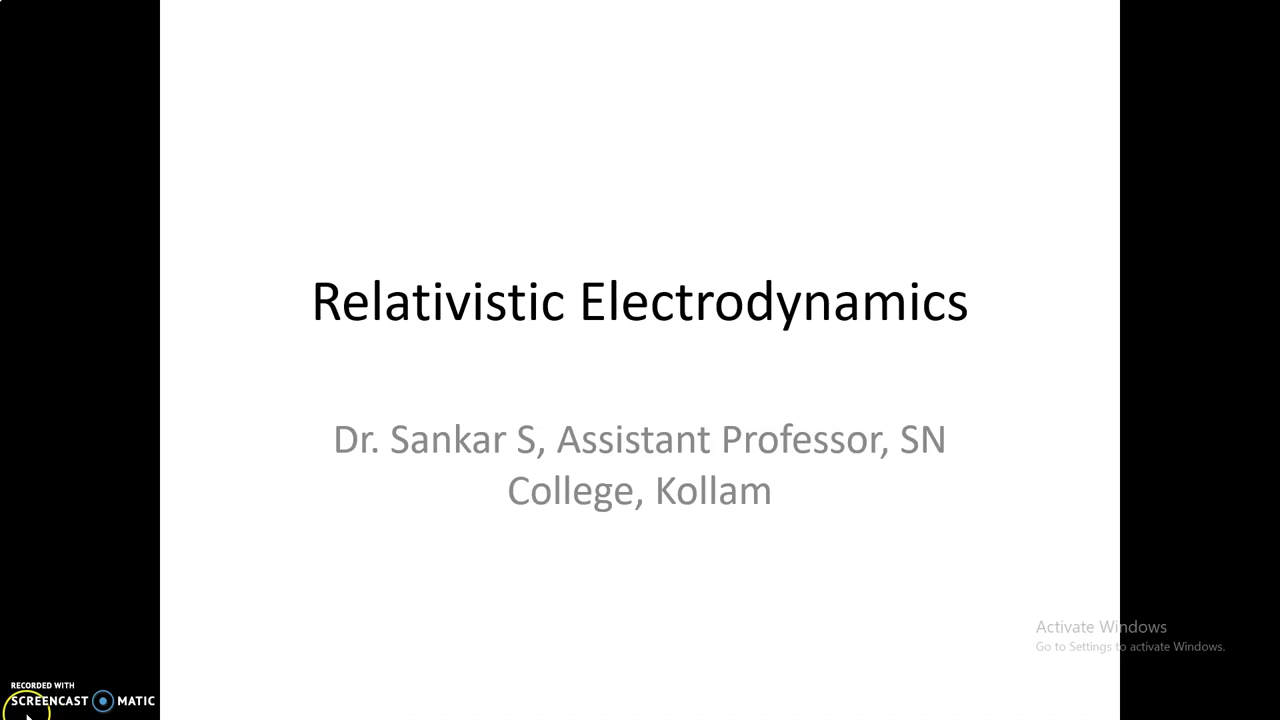 Relativistic Electrodynamics
Dr. Sankar S, Assistant Professor, SN
College, Kollam
Activate Windows
Go to Settings to activate Windows.
RECORDED WITH
SCREENCAST MATIC